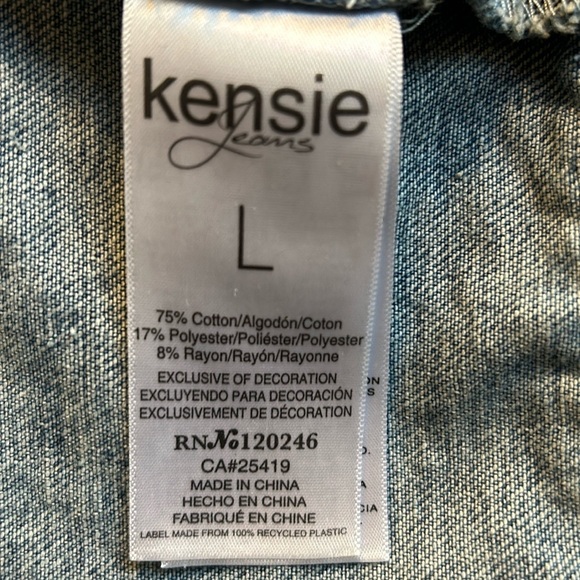 kensie
Jeans
L
75% Cotton/Algodón/Coton
17% Polyester/Poliéster/Polyester
8% Rayon/Rayón/Rayonne
EXCLUSIVE OF DECORATION
EXCLUYENDO PARA DECORACIÓN
EXCLUSIVEMENT DE DÉCORATION
RN№120246
CA#25419
MADE IN CHINA
HECHO EN CHINA
FABRIQUÉ EN CHINE
LABEL MADE FROM 100% RECYCLED PLASTIC